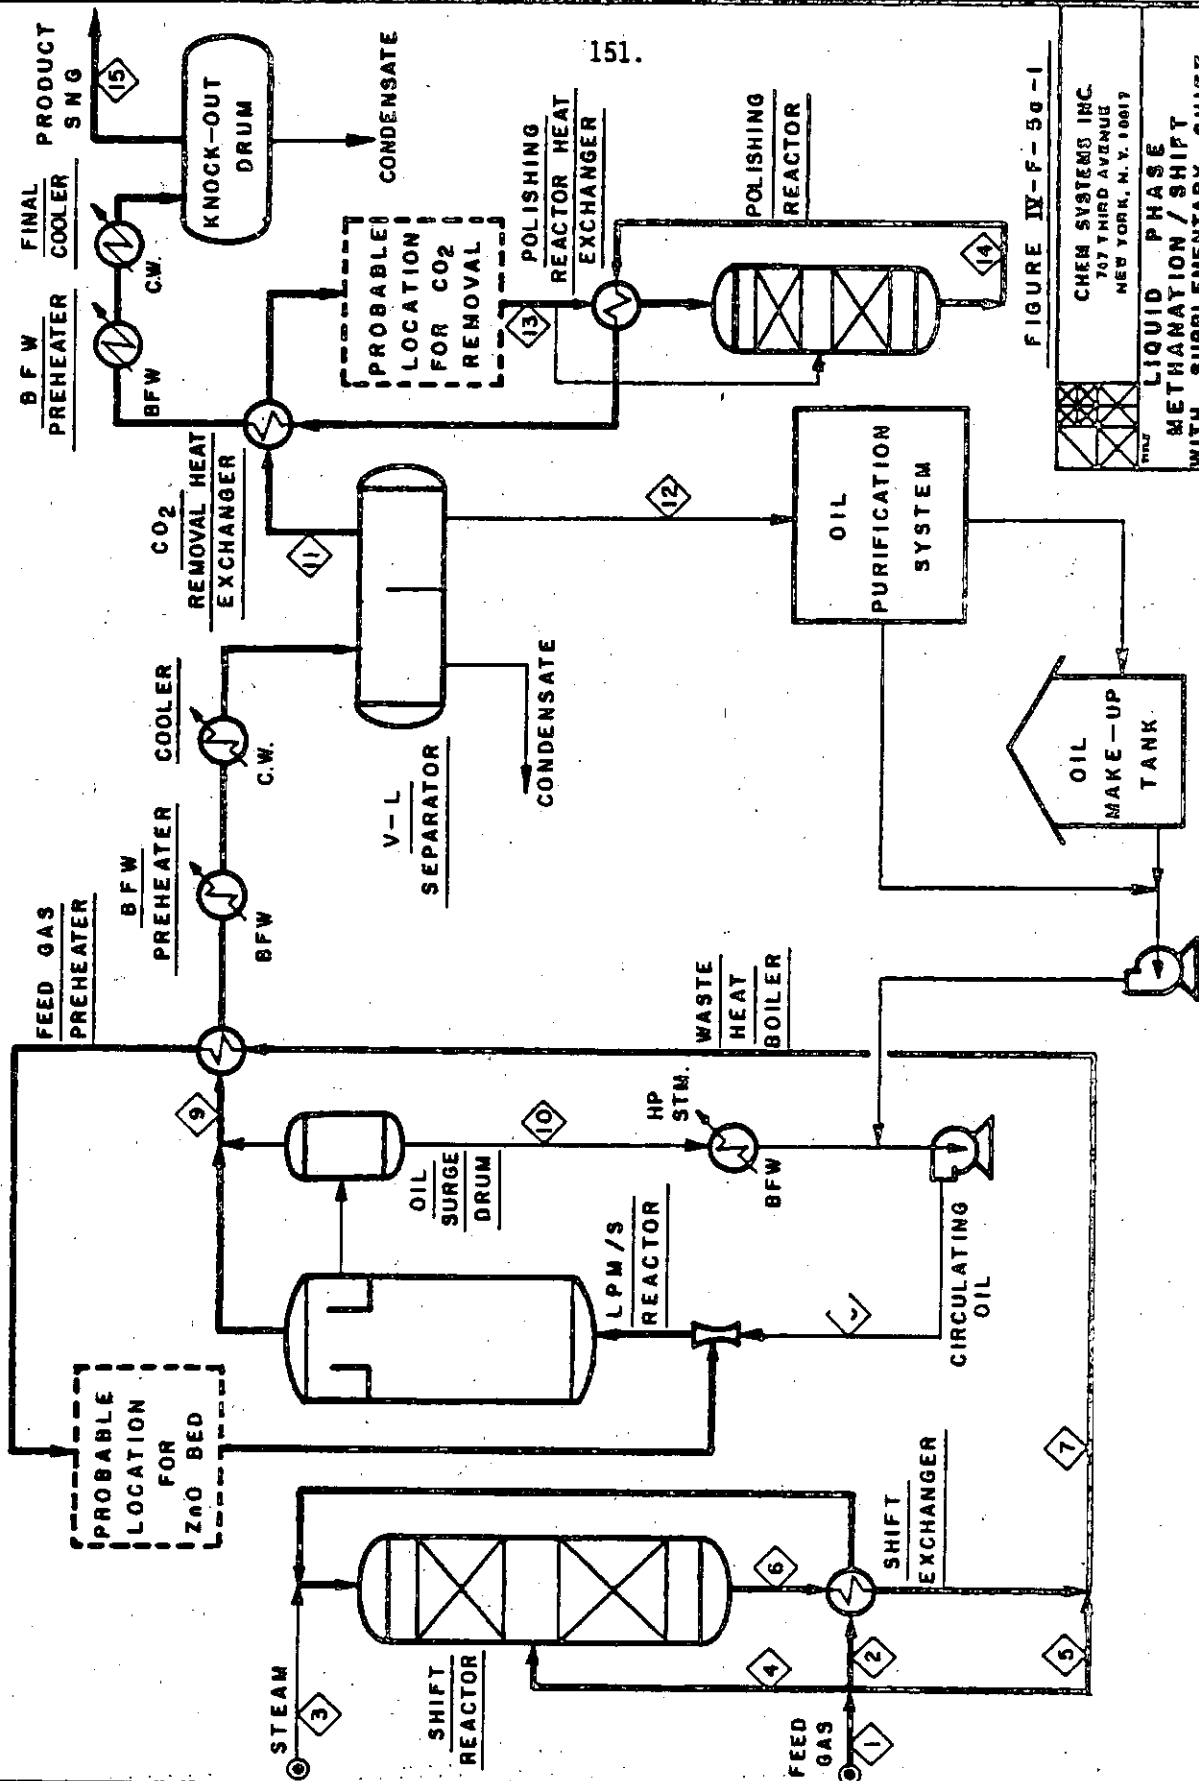 151.
STEAM
3
FEED
GAS
1
2
4
5
6
7
SHIFT
REACTOR
SHIFT
EXCHANGER
PROBABLE
LOCATION
FOR
ZnO BED
LPM/S
REACTOR
CIRCULATING
OIL
OIL
SURGE
DRUM
9
10
HP
STM.
BFW
WASTE
HEAT
BOILER
FEED GAS
PREHEATER
BFW
PREHEATER
BFW
COOLER
C.W.
V-L
SEPARATOR
CONDENSATE
11
12
OIL
PURIFICATION
SYSTEM
OIL
MAKE-UP
TANK
CO2
REMOVAL HEAT
EXCHANGER
PROBABLE
LOCATION
FOR CO2
REMOVAL
13
POLISHING
REACTOR HEAT
EXCHANGER
POLISHING
REACTOR
14
BFW
PREHEATER
BFW
FINAL
COOLER
C.W.
KNOCK-OUT
DRUM
CONDENSATE
PRODUCT
SNG
15
FIGURE IV-F-5a-1
CHEM SYSTEMS INC.
747 THIRD AVENUE
NEW YORK, N.Y. 10017
TITLE
LIQUID PHASE
METHANATION/SHIFT